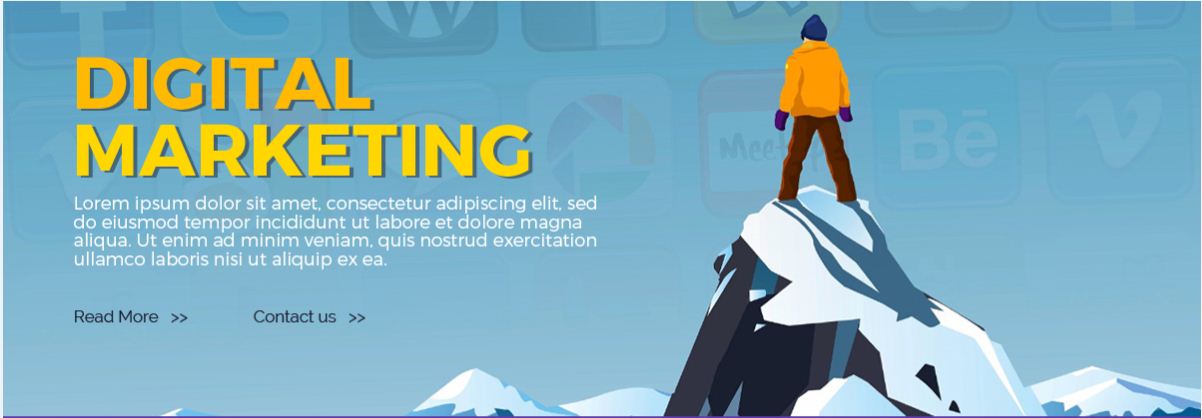 DIGITAL
MARKETING
Lorem ipsum dolor sit amet, consectetur adipiscing elit, sed
do eiusmod tempor incididunt ut labore et dolore magna
aliqua. Ut enim ad minim veniam, quis nostrud exercitation
ullamco laboris nisi ut aliquip ex ea.
Read More >>
Contact us >>
Bē